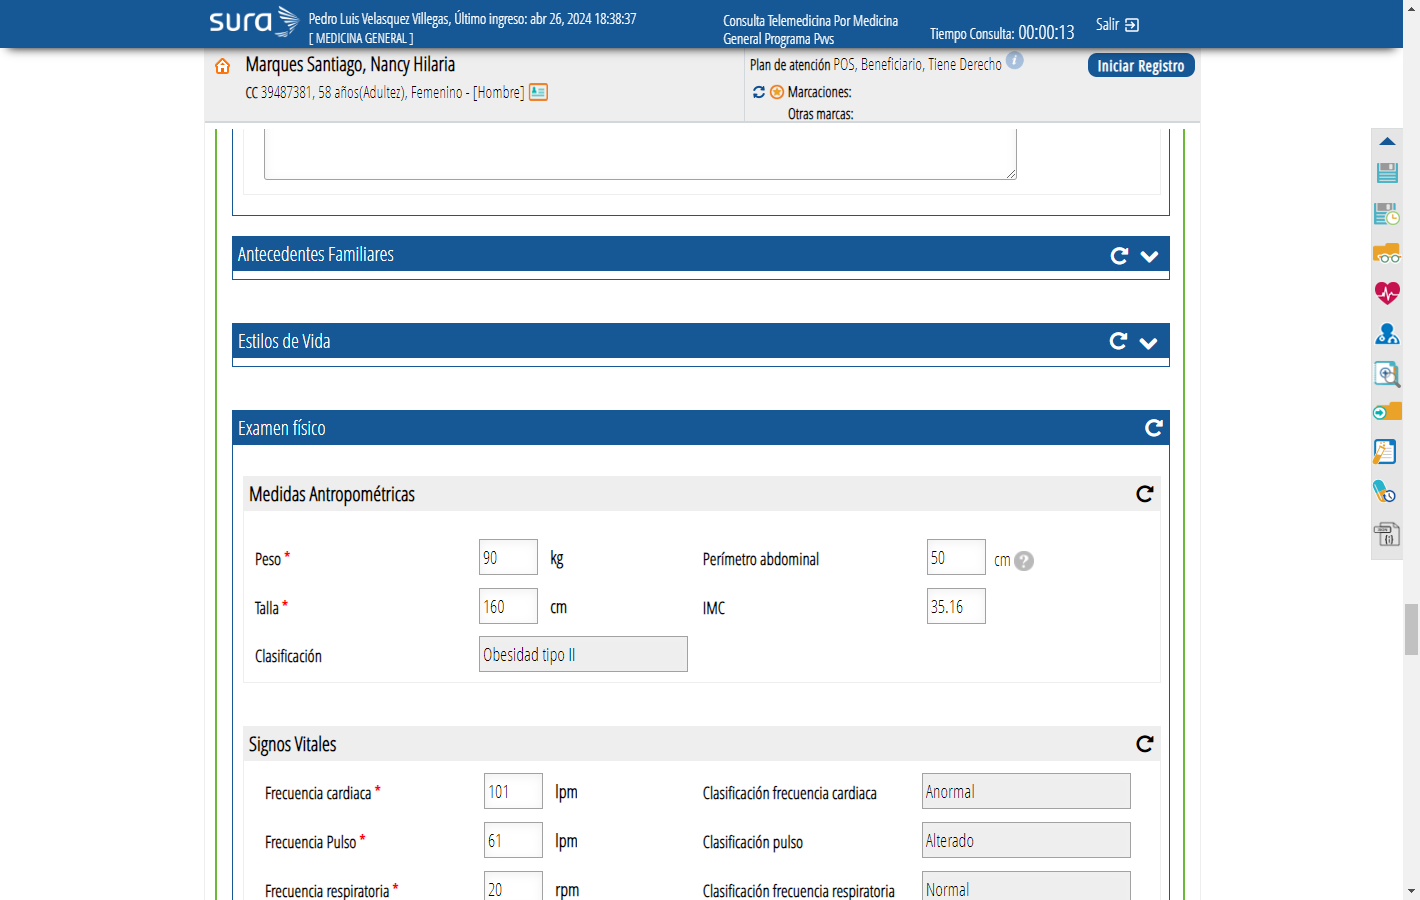 sura
Pedro Luis Velasquez Villegas, Último ingreso: abr 26, 2024 18:38:37
[ MEDICINA GENERAL ]
Consulta Telemedicina Por Medicina
General Programa Pvvs
Tiempo Consulta: 00:00:13
Salir
Marques Santiago, Nancy Hilaria
CC 39487381, 58 años(Adultez), Femenino - [Hombre]
Plan de atención POS, Beneficiario, Tiene Derecho
Iniciar Registro
Marcaciones:
Otras marcas:
Antecedentes Familiares
Estilos de Vida
Examen físico
Medidas Antropométricas
Peso * 90 kg Perímetro abdominal 50 cm ?
Talla * 160 cm IMC 35.16
Clasificación Obesidad tipo II
Signos Vitales
Frecuencia cardiaca * 101 lpm Clasificación frecuencia cardiaca Anormal
Frecuencia Pulso * 61 lpm Clasificación pulso Alterado
Frecuencia respiratoria * 20 rpm Clasificación frecuencia respiratoria Normal